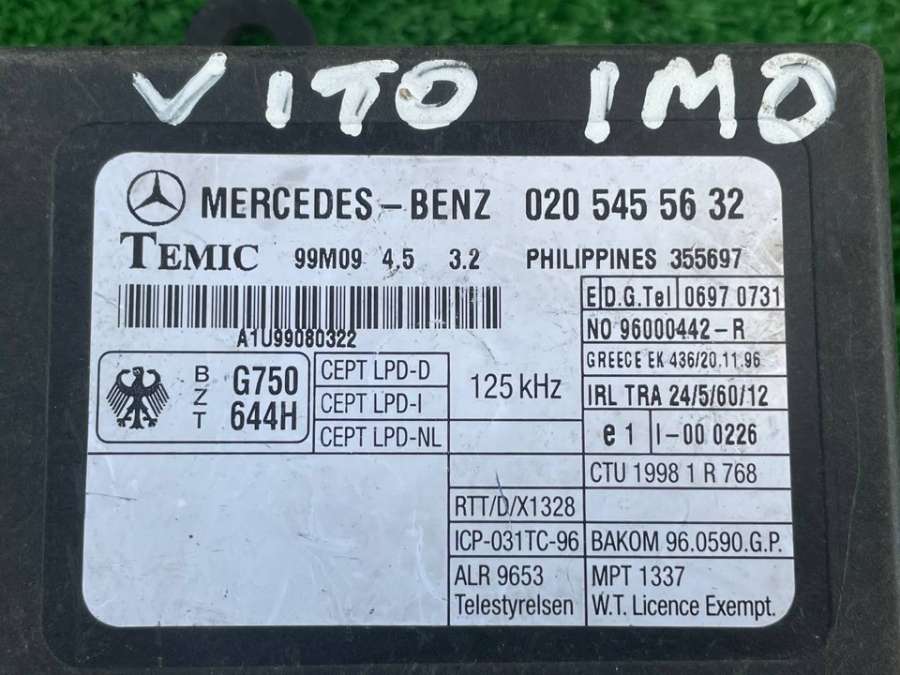 VITO IMO
MERCEDES-BENZ 020 545 56 32
TEMIC 99M09 4.5 3.2 PHILIPPINES 355697
A1U99080322
E D.G.Tel 0697 0731
NO 96000442-R
GREECE EK 436/20.11.96
BZT G750 644H
CEPT LPD-D
CEPT LPD-I
CEPT LPD-NL
125 kHz
IRL TRA 24/5/60/12
e 1 I-00 0226
CTU 1998 1 R 768
RTT/D/X1328
ICP-031TC-96 BAKOM 96.0590.G.P.
ALR 9653 MPT 1337
Telestyrelsen W.T. Licence Exempt.